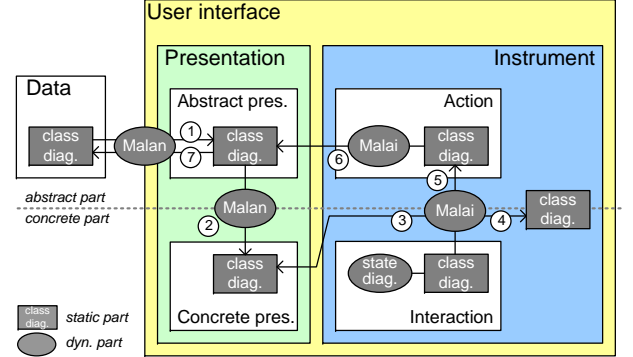 User interface
Presentation
Instrument
Data
Abstract pres.
Action
class
diag.
Malan
1
7
class
diag.
6
Malai
class
diag.
5
abstract part
concrete part
2
Malan
3
Malai
4
class
diag.
class
diag.
state
diag.
class
diag.
Concrete pres.
Interaction
class
diag.
static part
dyn. part